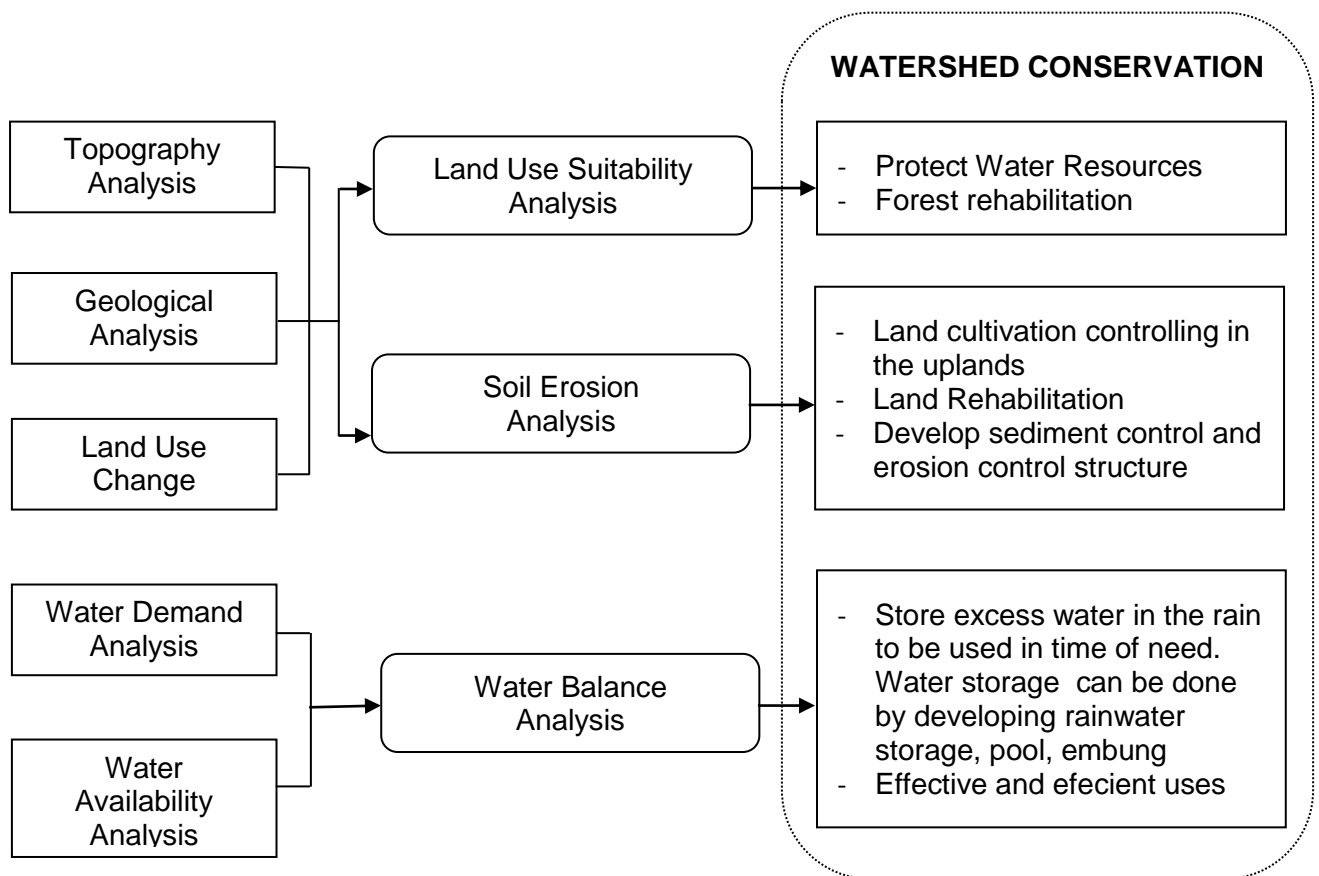 WATERSHED CONSERVATION
Topography
Analysis
Land Use Suitability
Analysis
- Protect Water Resources
- Forest rehabilitation
Geological
Analysis
Soil Erosion
Analysis
- Land cultivation controlling in
the uplands
- Land Rehabilitation
- Develop sediment control and
erosion control structure
Land Use
Change
Water Demand
Analysis
Water Balance
Analysis
- Store excess water in the rain
to be used in time of need.
Water storage can be done
by developing rainwater
storage, pool, embung
- Effective and efecient uses
Water
Availability
Analysis